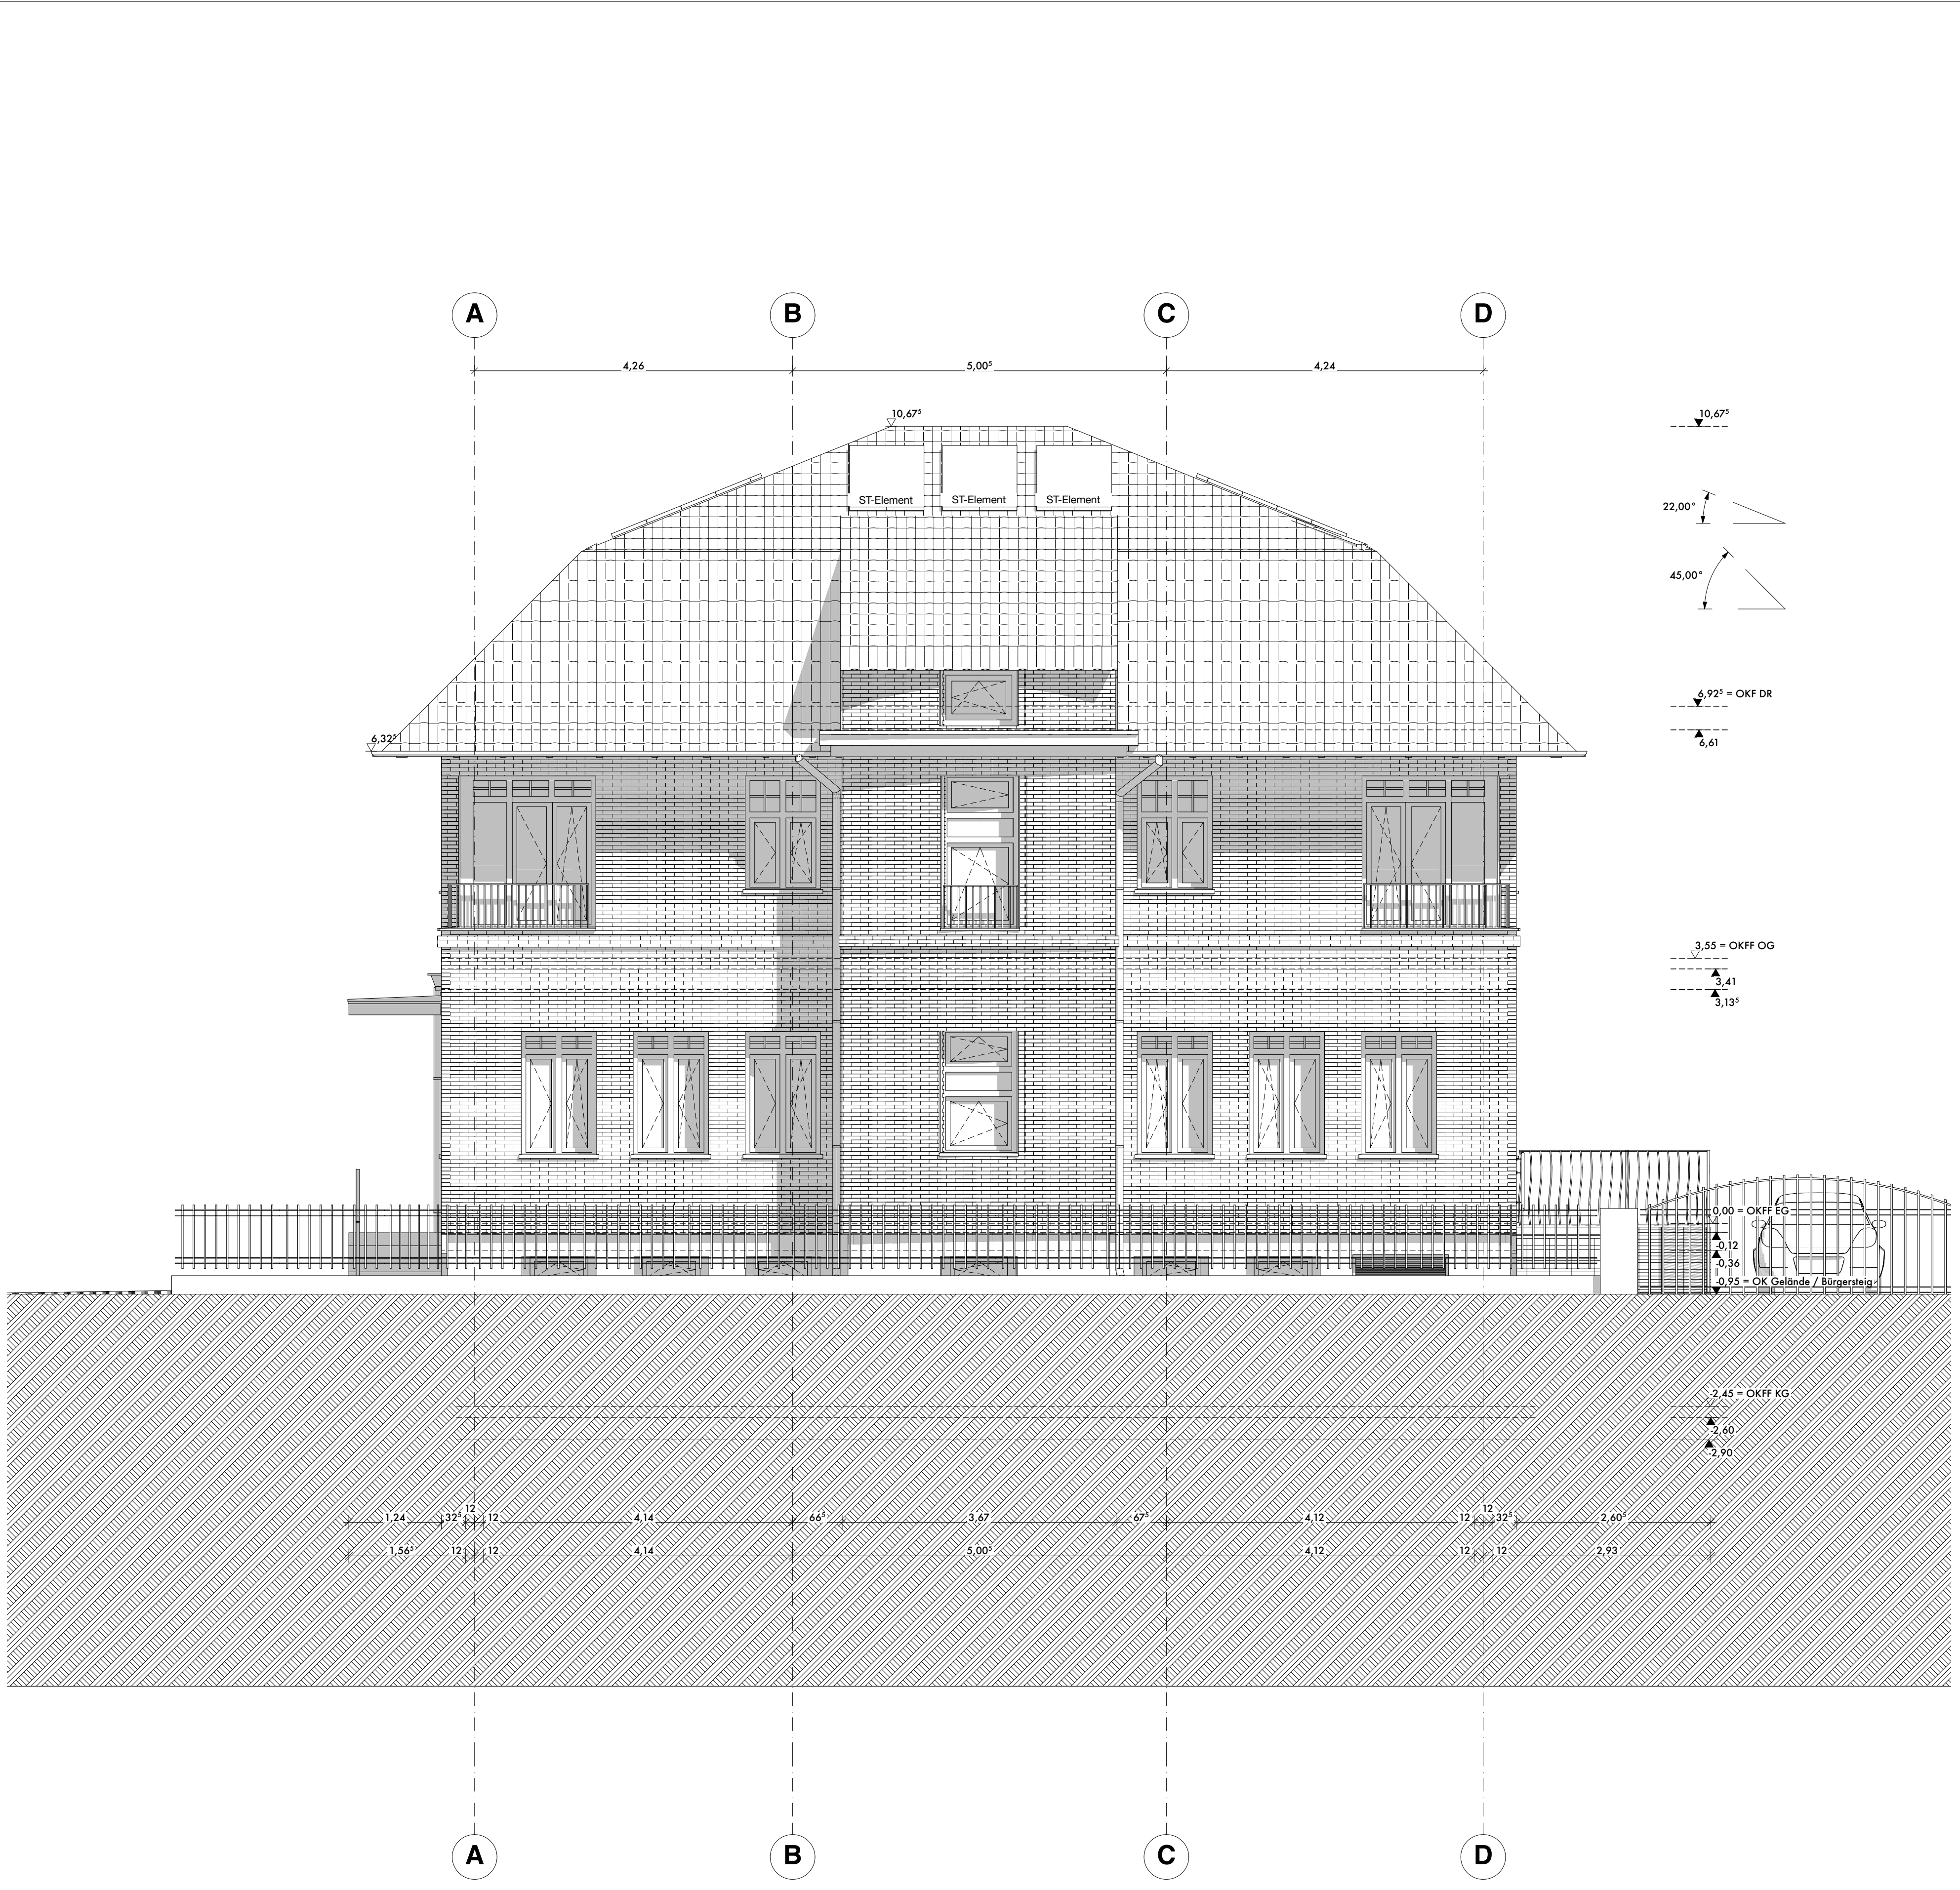 A B C D
4,26 5,00⁵ 4,24
10,67⁵ 10,67⁵
ST-Element ST-Element ST-Element
22,00°
45,00°
6,92⁵ = OKF DR
6,32⁵ 6,61
3,55 = OKFF OG
3,41
3,13⁵
0,00 = OKFF EG
-0,12
-0,36
-0,95 = OK Gelände / Bürgersteig
-2,45 = OKFF KG
-2,60
-2,90
12 12
1,24 32⁵ 12 4,14 66⁵ 3,67 67⁵ 4,12 12 32⁵ 2,60⁵
1,56⁵ 12 12 4,14 5,00⁵ 4,12 12 12 2,93
A B C D